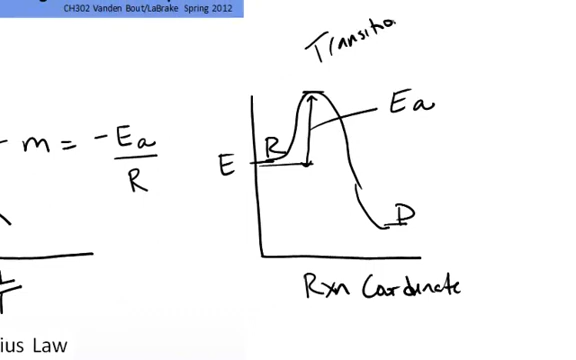 CH302 Vanden Bout/LaBrake Spring 2012
Transitio
m = -Ea
R
Ea
R
E
P
Rxn Cordinate
ius Law